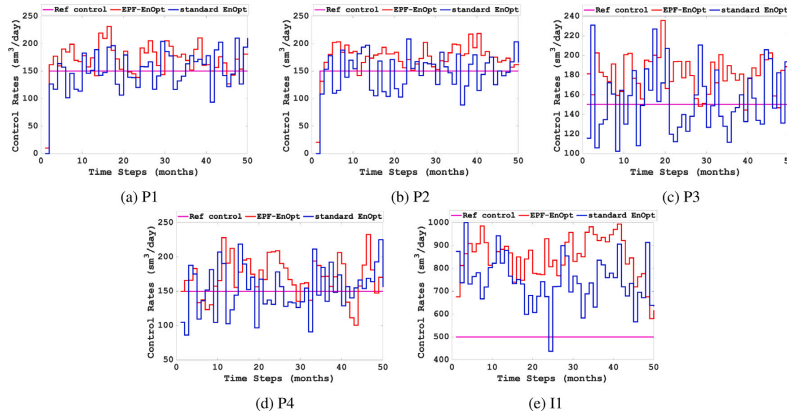 Ref control EPF-EnOpt standard EnOpt
Control Rates (sm³/day)
250
200
150
100
50
0
0 10 20 30 40 50
Time Steps (months)
(a) P1
Ref control EPF-EnOpt standard EnOpt
Control Rates (sm³/day)
250
200
150
100
50
0
0 10 20 30 40 50
Time Steps (months)
(b) P2
Ref control EPF-EnOpt standard EnOpt
Control Rates (sm³/day)
240
220
200
180
160
140
120
100
0 10 20 30 40 50
Time Steps (months)
(c) P3
Ref control EPF-EnOpt standard EnOpt
Control Rates (sm³/day)
250
200
150
100
50
0
0 10 20 30 40 50
Time Steps (months)
(d) P4
Ref control EPF-EnOpt standard EnOpt
Control Rates (sm³/day)
1000
900
800
700
600
500
400
0 10 20 30 40 50
Time Steps (months)
(e) I1